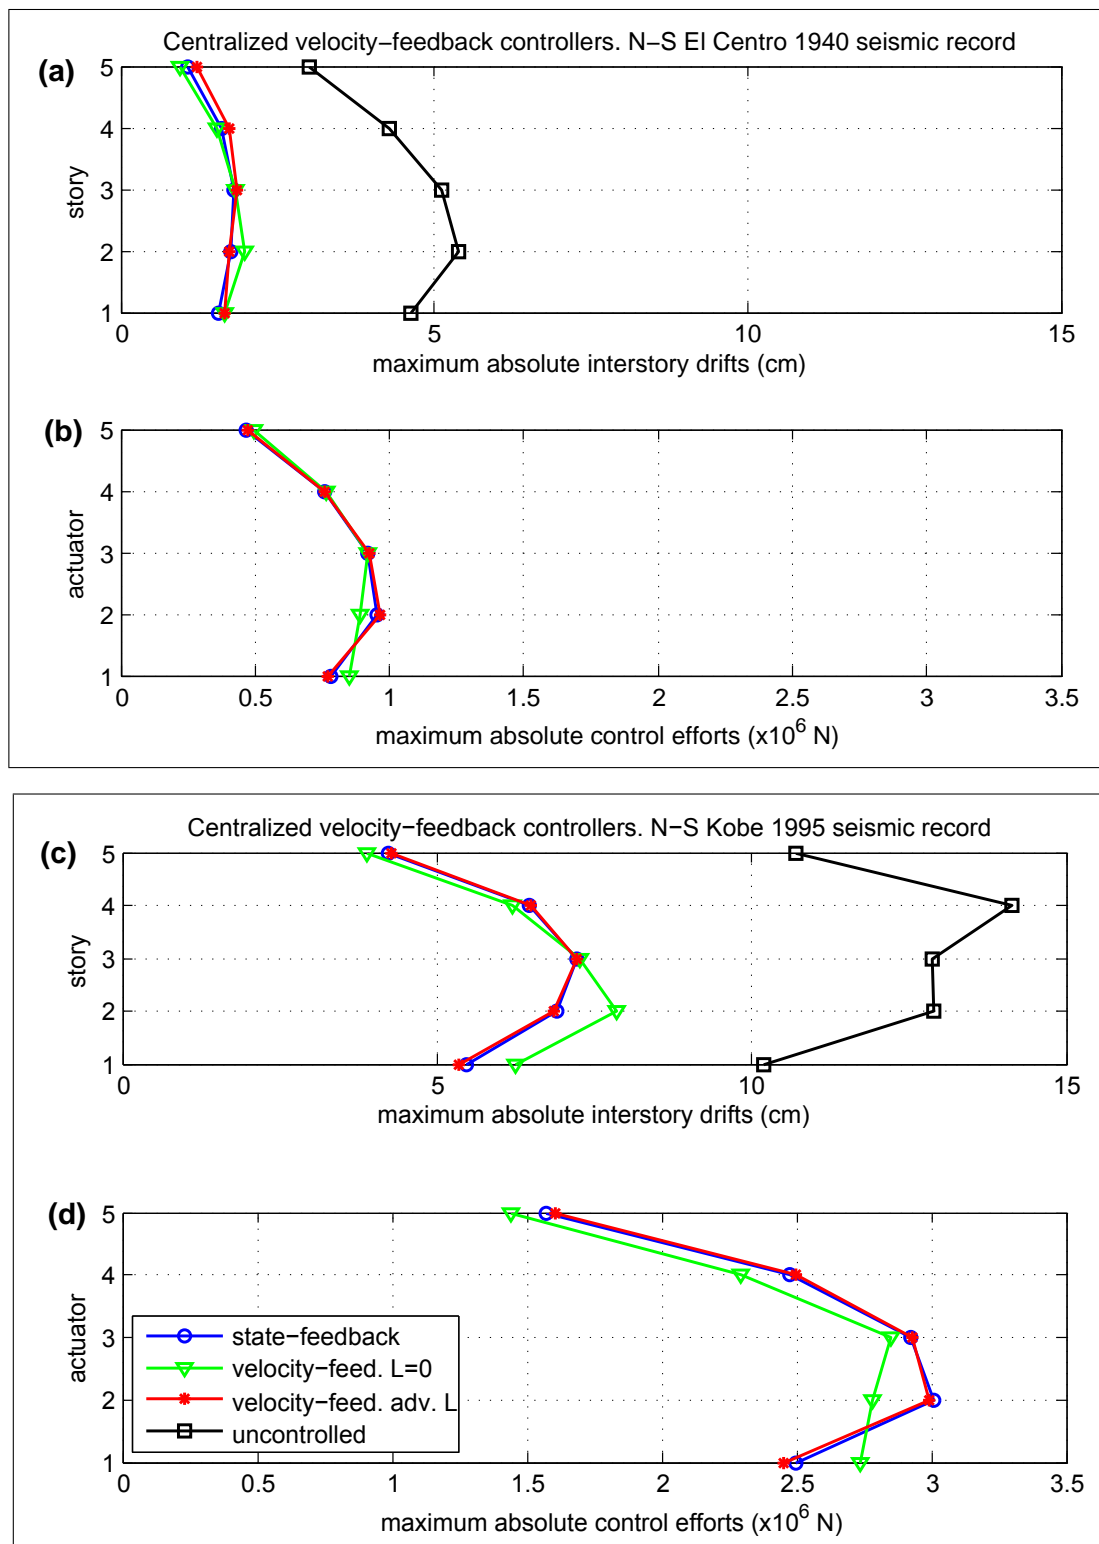 Centralized velocity−feedback controllers. N−S El Centro 1940 seismic record
(a)
5
4
3
2
1
story
0 5 10 15
maximum absolute interstory drifts (cm)
(b)
5
4
3
2
1
actuator
0 0.5 1 1.5 2 2.5 3 3.5
maximum absolute control efforts (x10^6 N)
Centralized velocity−feedback controllers. N−S Kobe 1995 seismic record
(c)
5
4
3
2
1
story
0 5 10 15
maximum absolute interstory drifts (cm)
(d)
5
4
3
2
1
actuator
state−feedback
velocity−feed. L=0
velocity−feed. adv. L
uncontrolled
0 0.5 1 1.5 2 2.5 3 3.5
maximum absolute control efforts (x10^6 N)